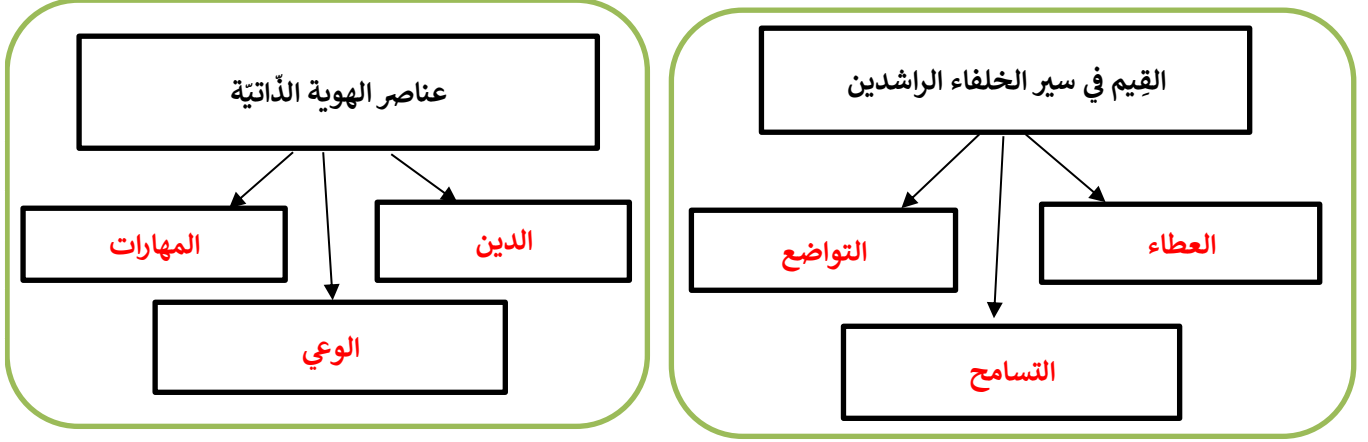 القِيم في سير الخلفاء الراشدين
العطاء
التواضع
التسامح
عناصر الهوية الذّاتيّة
الدين
المهارات
الوعي